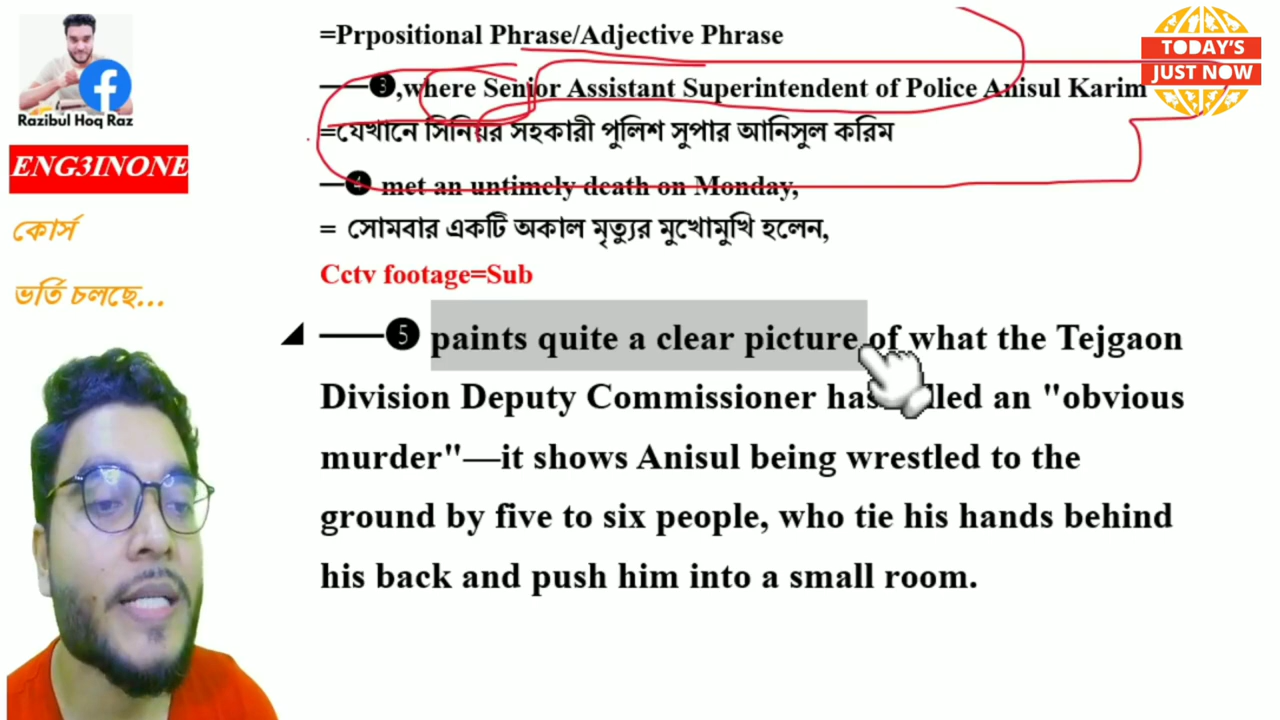 =Prpositional Phrase/Adjective Phrase
TODAY'S
JUST NOW
❸,where Senior Assistant Superintendent of Police Anisul Karim
Razibul Hoq Raz
=যেখানে সিনিয়র সহকারী পুলিশ সুপার আনিসুল করিম
ENG3INONE
❹ met an untimely death on Monday,
কোর্স
= সোমবার একটি অকাল মৃত্যুর মুখোমুখি হলেন,
Cctv footage=Sub
ভর্তি চলছে...
❺ paints quite a clear picture of what the Tejgaon
Division Deputy Commissioner has an "obvious
murder"—it shows Anisul being wrestled to the
ground by five to six people, who tie his hands behind
his back and push him into a small room.